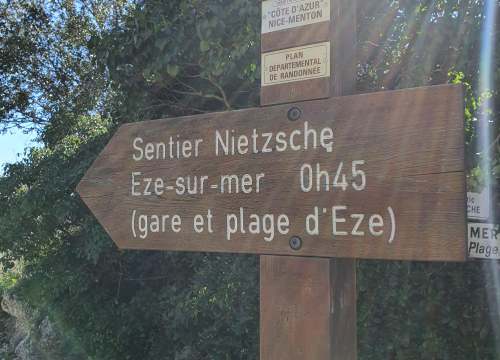 "CÔTE D'AZUR"
NICE-MENTON
PLAN
DEPARTEMENTAL
DE RANDONNÉE
Sentier Nietzsche
Eze-sur-mer 0h45
(gare et plage d'Eze)
MER
Plage